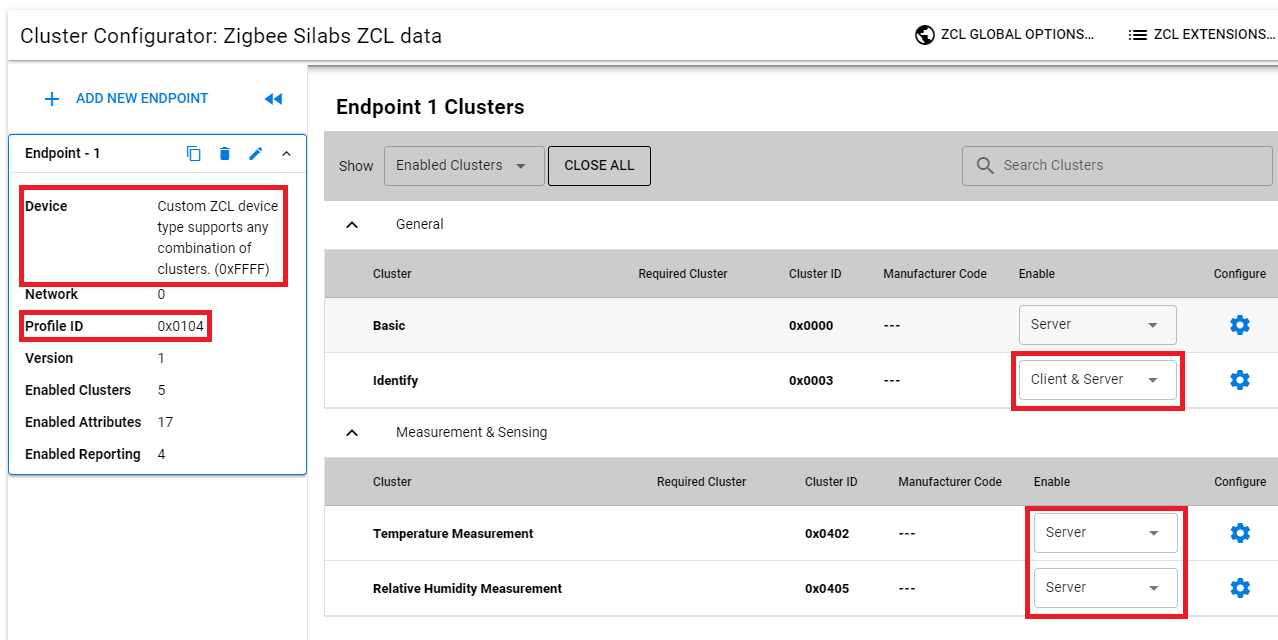 Cluster Configurator: Zigbee Silabs ZCL data
ZCL GLOBAL OPTIONS...
ZCL EXTENSIONS...
ADD NEW ENDPOINT
Endpoint - 1
Device Custom ZCL device
type supports any
combination of
clusters. (0xFFFF)
Network 0
Profile ID 0x0104
Version 1
Enabled Clusters 5
Enabled Attributes 17
Enabled Reporting 4
Endpoint 1 Clusters
Show Enabled Clusters CLOSE ALL Search Clusters
General
Cluster Required Cluster Cluster ID Manufacturer Code Enable Configure
Basic 0x0000 --- Server
Identify 0x0003 --- Client & Server
Measurement & Sensing
Cluster Required Cluster Cluster ID Manufacturer Code Enable Configure
Temperature Measurement 0x0402 --- Server
Relative Humidity Measurement 0x0405 --- Server